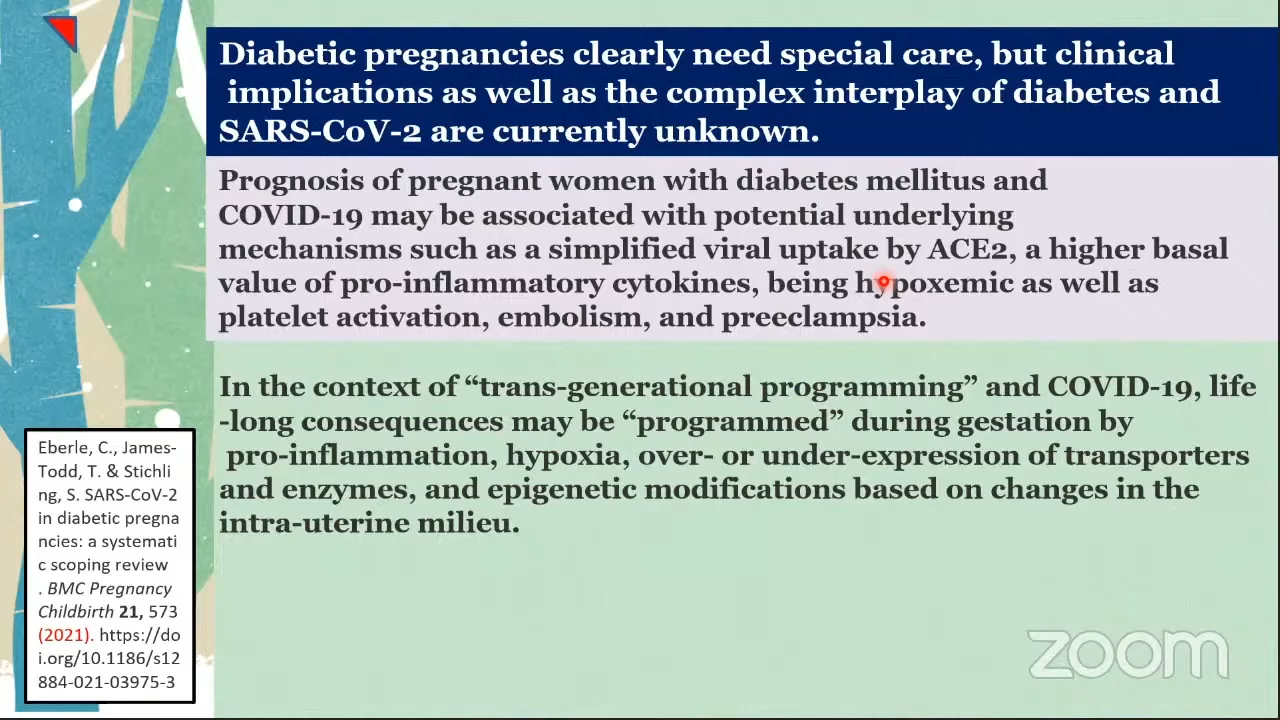 Diabetic pregnancies clearly need special care, but clinical
implications as well as the complex interplay of diabetes and
SARS-CoV-2 are currently unknown.
Prognosis of pregnant women with diabetes mellitus and
COVID-19 may be associated with potential underlying
mechanisms such as a simplified viral uptake by ACE2, a higher basal
value of pro-inflammatory cytokines, being hypoxemic as well as
platelet activation, embolism, and preeclampsia.
In the context of “trans-generational programming” and COVID-19, life
-long consequences may be “programmed” during gestation by
pro-inflammation, hypoxia, over- or under-expression of transporters
and enzymes, and epigenetic modifications based on changes in the
intra-uterine milieu.
Eberle, C., James-
Todd, T. & Stichli
ng, S. SARS-CoV-2
in diabetic pregna
ncies: a systemati
c scoping review
. BMC Pregnancy
Childbirth 21, 573
(2021). https://do
i.org/10.1186/s12
884-021-03975-3
zoom